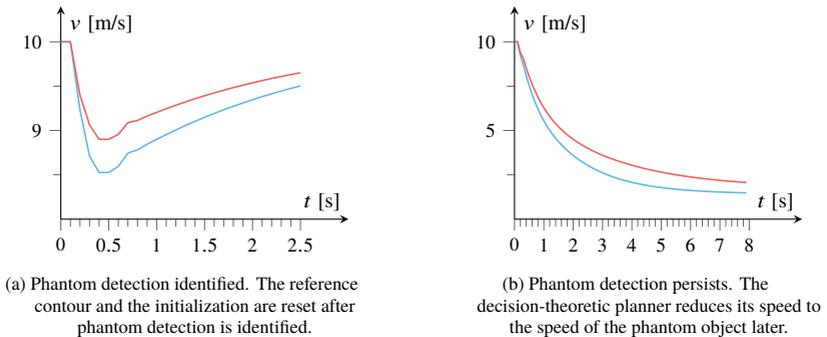 v [m/s]
10
9
t [s]
0 0.5 1 1.5 2 2.5
(a) Phantom detection identified. The reference
contour and the initialization are reset after
phantom detection is identified.
v [m/s]
10
5
t [s]
0 1 2 3 4 5 6 7 8
(b) Phantom detection persists. The
decision-theoretic planner reduces its speed to
the speed of the phantom object later.